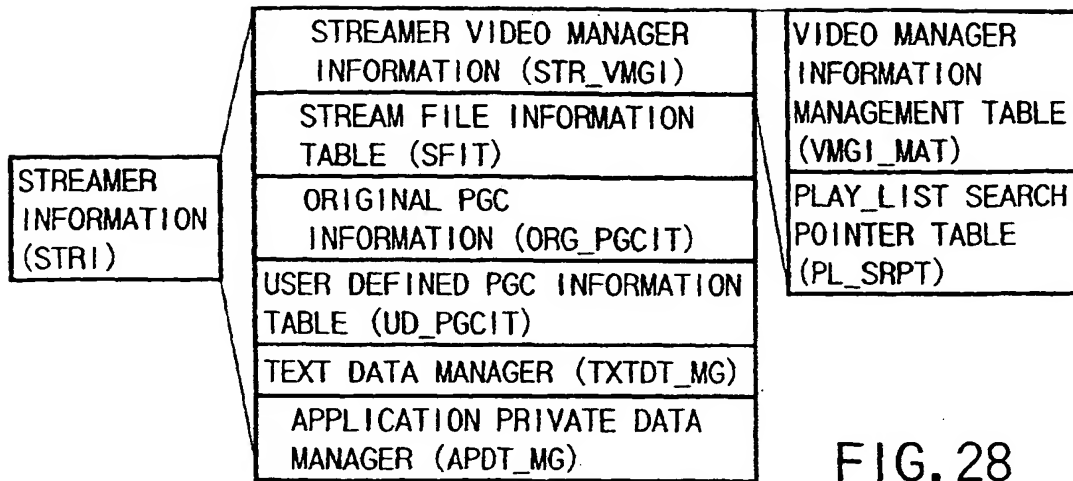 STREAMER
INFORMATION
(STRI)
STREAMER VIDEO MANAGER
INFORMATION (STR_VMGI)
STREAM FILE INFORMATION
TABLE (SFIT)
ORIGINAL PGC
INFORMATION (ORG_PGCIT)
USER DEFINED PGC INFORMATION
TABLE (UD_PGCIT)
TEXT DATA MANAGER (TXTDT_MG)
APPLICATION PRIVATE DATA
MANAGER (APDT_MG)
VIDEO MANAGER
INFORMATION
MANAGEMENT TABLE
(VMGI_MAT)
PLAY_LIST SEARCH
POINTER TABLE
(PL_SRPT)
FIG. 28